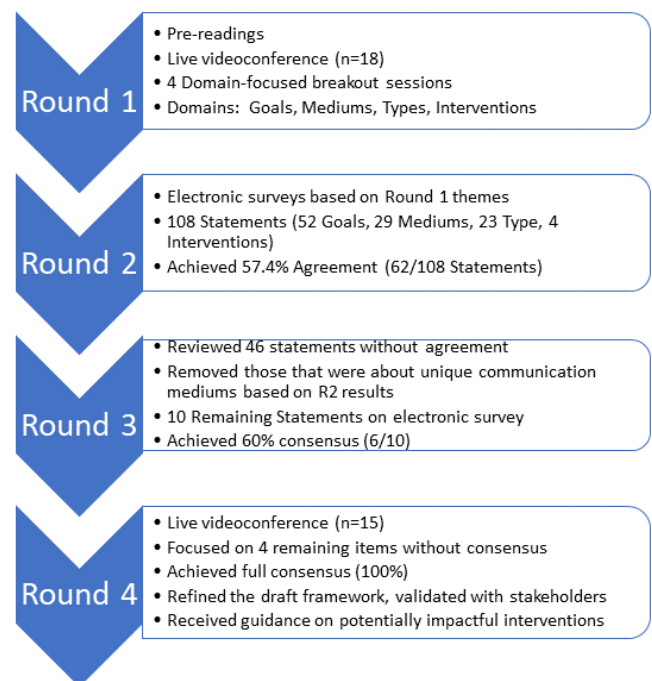 Round 1
• Pre-readings
• Live videoconference (n=18)
• 4 Domain-focused breakout sessions
• Domains:  Goals, Mediums, Types, Interventions
Round 2
• Electronic surveys based on Round 1 themes
• 108 Statements (52 Goals, 29 Mediums, 23 Type, 4
Interventions)
• Achieved 57.4% Agreement (62/108 Statements)
Round 3
• Reviewed 46 statements without agreement
• Removed those that were about unique communication
mediums based on R2 results
• 10 Remaining Statements on electronic survey
• Achieved 60% consensus (6/10)
Round 4
• Live videoconference (n=15)
• Focused on 4 remaining items without consensus
• Achieved full consensus (100%)
• Refined the draft framework, validated with stakeholders
• Received guidance on potentially impactful interventions